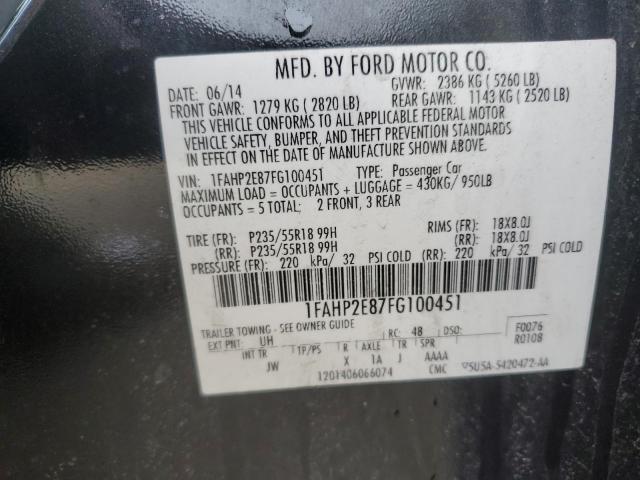 MFD. BY FORD MOTOR CO.
DATE: 06/14 GVWR: 2386 KG (5260 LB)
FRONT GAWR: 1279 KG (2820 LB) REAR GAWR: 1143 KG (2520 LB)
THIS VEHICLE CONFORMS TO ALL APPLICABLE FEDERAL MOTOR
VEHICLE SAFETY, BUMPER, AND THEFT PREVENTION STANDARDS
IN EFFECT ON THE DATE OF MANUFACTURE SHOWN ABOVE.
VIN: 1FAHP2E87FG100451 TYPE: Passenger Car
MAXIMUM LOAD = OCCUPANTS + LUGGAGE = 430KG/950LB
OCCUPANTS = 5 TOTAL: 2 FRONT, 3 REAR
TIRE (FR): P235/55R18 99H RIMS (FR): 18X8.0J
(RR): P235/55R18 99H (RR): 18X8.0J
PRESSURE (FR): 220 kPa/ 32 PSI COLD (RR): 220 kPa/ 32 PSI COLD
1FAHP2E87FG100451
TRAILER TOWING - SEE OWNER GUIDE
EXT PNT: UH RC: 48 DSO: F0076
INT TR TP/PS R AXLE TR SPR R0108
JW X 1A J AAAA
1201406066074 CMC 5U5A-5420472-AA